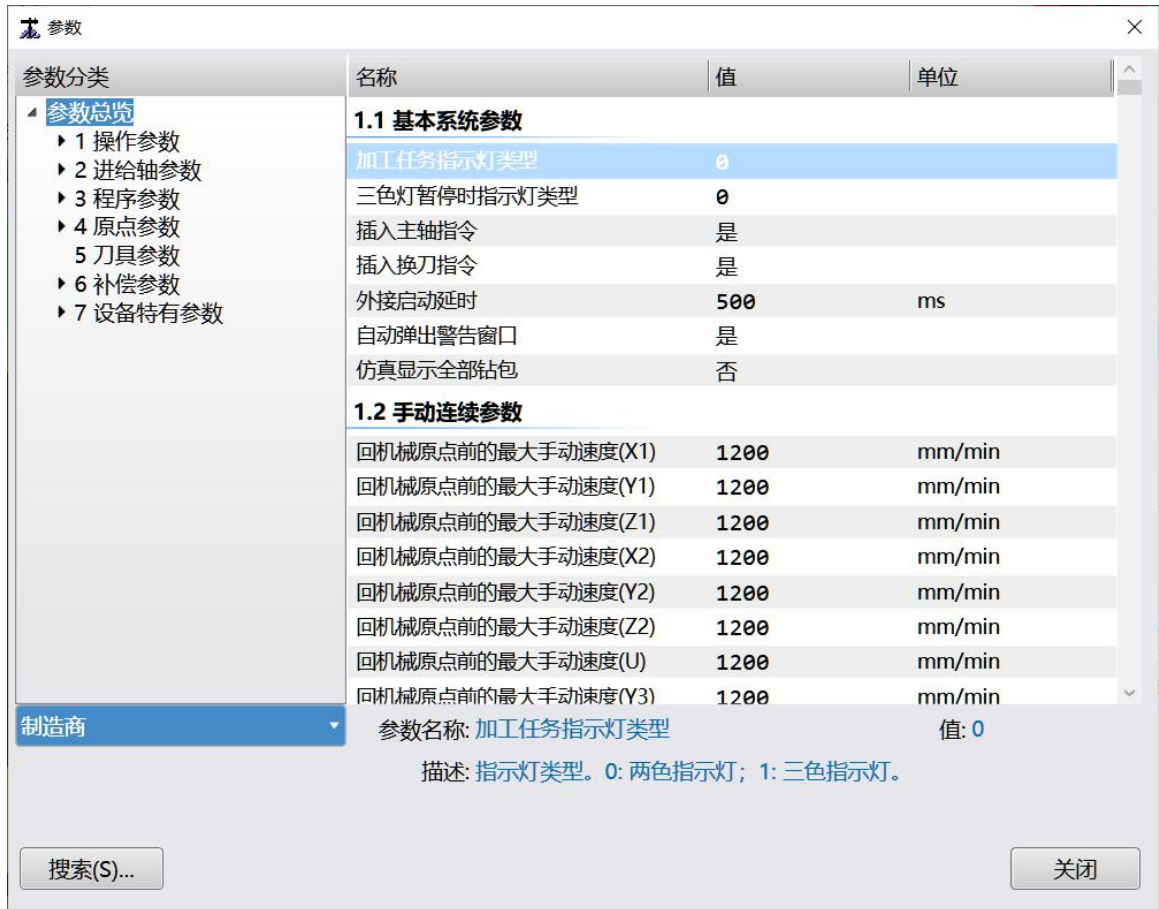 参数
参数分类
参数总览
1 操作参数
2 进给轴参数
3 程序参数
4 原点参数
5 刀具参数
6 补偿参数
7 设备特有参数
名称 值 单位
1.1 基本系统参数
加工任务指示灯类型 0
三色灯暂停时指示灯类型 0
插入主轴指令 是
插入换刀指令 是
外接启动延时 500 ms
自动弹出警告窗口 是
仿真显示全部钻包 否
1.2 手动连续参数
回机械原点前的最大手动速度(X1) 1200 mm/min
回机械原点前的最大手动速度(Y1) 1200 mm/min
回机械原点前的最大手动速度(Z1) 1200 mm/min
回机械原点前的最大手动速度(X2) 1200 mm/min
回机械原点前的最大手动速度(Y2) 1200 mm/min
回机械原点前的最大手动速度(Z2) 1200 mm/min
回机械原点前的最大手动速度(U) 1200 mm/min
回机械原点前的最大手动速度(Y3) 1200 mm/min
制造商
参数名称: 加工任务指示灯类型 值: 0
描述: 指示灯类型。0: 两色指示灯；1: 三色指示灯。
搜索(S)... 关闭